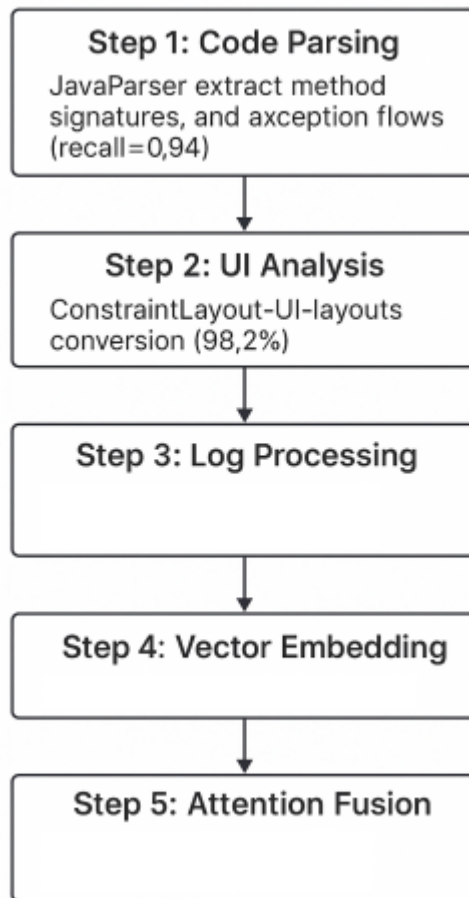 Step 1: Code Parsing
JavaParser extract method
signatures, and axception flows
(recall=0,94)
Step 2: UI Analysis
ConstraintLayout-UI-layouts
conversion (98,2%)
Step 3: Log Processing
Step 4: Vector Embedding
Step 5: Attention Fusion